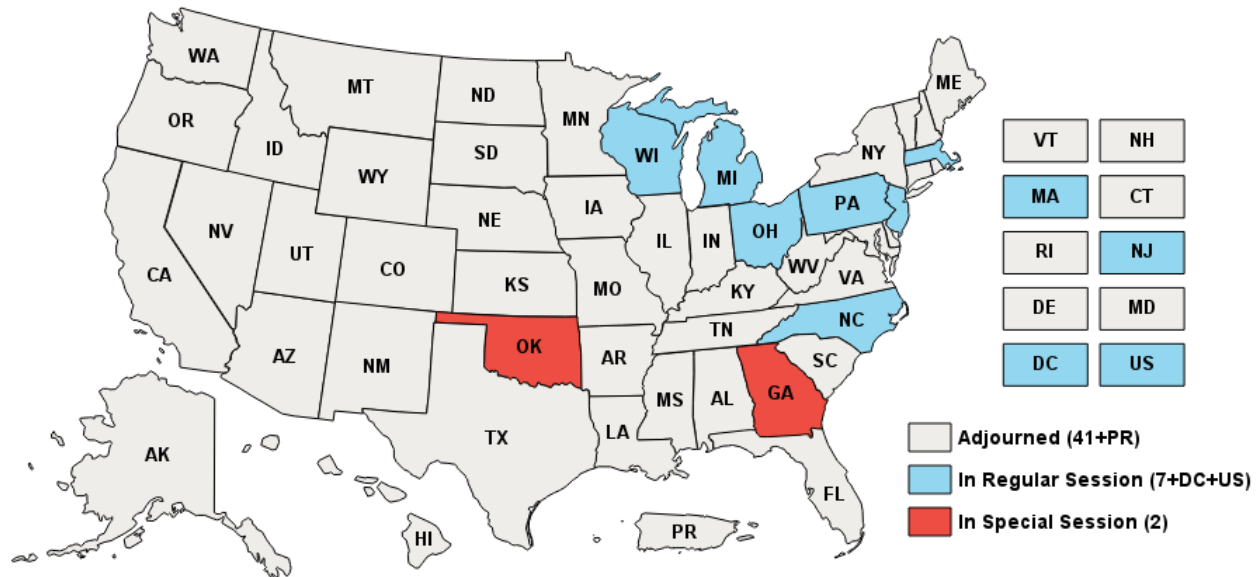 WA
MT
ND
MN
ME
OR
ID
SD
WI
MI
NY
VT NH
WY
MA CT
NE
IA
PA
NV
UT
CO
IL
IN
OH
RI NJ
CA
KS
MO
WV
VA
KY
DE MD
NC
TN
AZ
NM
OK
AR
SC
DC US
MS
AL
GA
TX
LA
Adjourned (41+PR)
AK
In Regular Session (7+DC+US)
FL
In Special Session (2)
HI
PR